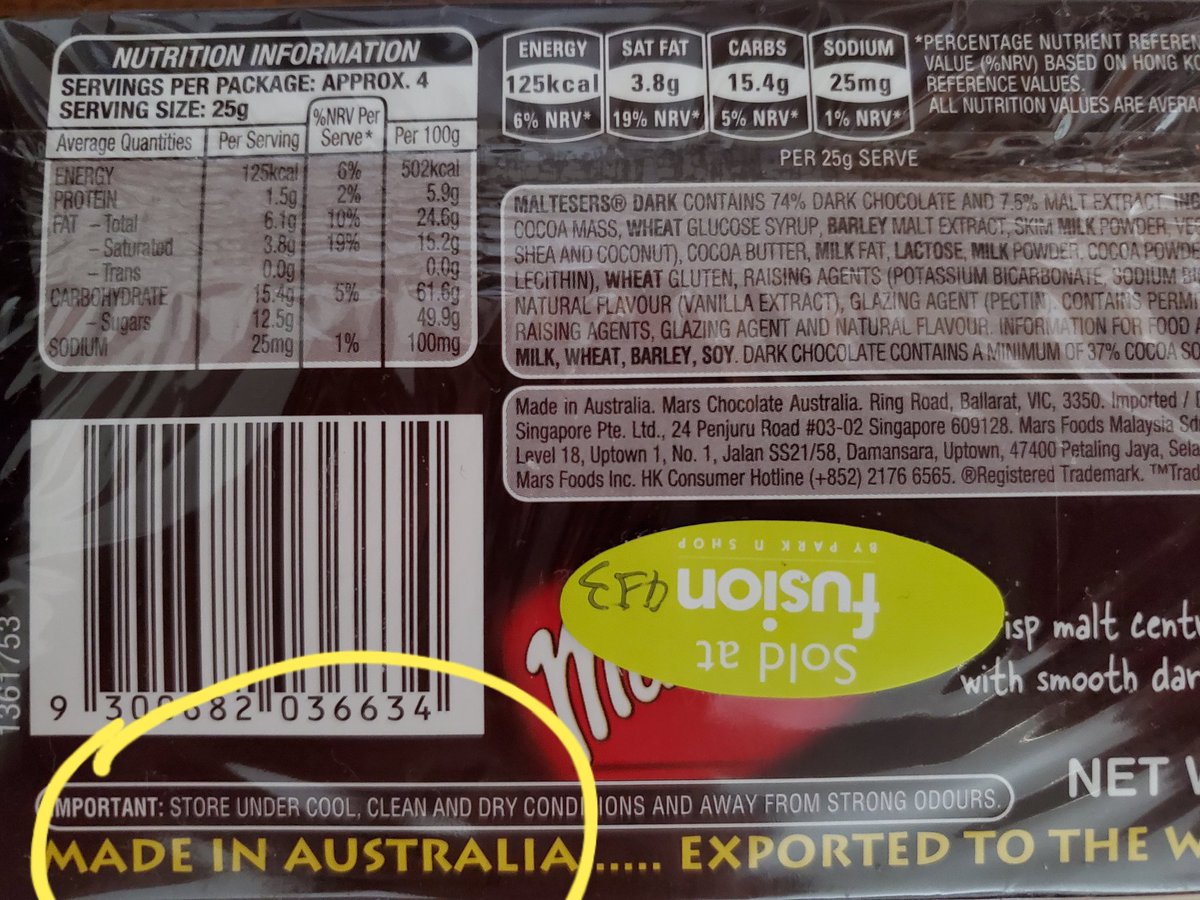 NUTRITION INFORMATION
SERVINGS PER PACKAGE: APPROX. 4
SERVING SIZE: 25g
Average Quantities Per Serving %NRV Per Serve* Per 100g
ENERGY 125kcal 6% 502kcal
PROTEIN 1.5g 2% 5.9g
FAT – Total 6.1g 10% 24.6g
– Saturated 3.8g 19% 15.2g
– Trans 0.0g 0.0g
CARBOHYDRATE 15.4g 5% 61.6g
– Sugars 12.5g 49.9g
SODIUM 25mg 1% 100mg
ENERGY SAT FAT CARBS SODIUM
125kcal 3.8g 15.4g 25mg
6% NRV* 19% NRV* 5% NRV* 1% NRV*
PER 25g SERVE
*PERCENTAGE NUTRIENT
VALUE (%NRV) BASED ON HONG
REFERENCE VALUES.
ALL NUTRITION VALUES ARE
MALTESERS® DARK CONTAINS 74% DARK CHOCOLATE AND 7.5% MALT EXTRACT
COCOA MASS, WHEAT GLUCOSE SYRUP, BARLEY MALT EXTRACT, SKIM MILK POWDER,
SHEA AND COCONUT), COCOA BUTTER, MILK FAT, LACTOSE, MILK POWDER, COCOA
LECITHIN), WHEAT GLUTEN, RAISING AGENTS (POTASSIUM BICARBONATE, SODIUM
NATURAL FLAVOUR (VANILLA EXTRACT), GLAZING AGENT (PECTIN CONTAINS
RAISING AGENTS, GLAZING AGENT AND NATURAL FLAVOUR. INFORMATION FOR FOOD
MILK, WHEAT, BARLEY, SOY. DARK CHOCOLATE CONTAINS A MINIMUM OF 37% COCOA
Made in Australia. Mars Chocolate Australia. Ring Road, Ballarat, VIC, 3350. Imported /
Singapore Pte. Ltd., 24 Penjuru Road #03-02 Singapore 609128. Mars Foods Malaysia
Level 18, Uptown 1, No. 1, Jalan SS21/58, Damansara, Uptown, 47400 Petaling Jaya,
Mars Foods Inc. HK Consumer Hotline (+852) 2176 6565. ®Registered Trademark.
Sold at
fusion
BY PARK N SHOP
malt
with smooth
1361753
9 300682 036634
NET
IMPORTANT: STORE UNDER COOL, CLEAN AND DRY CONDITIONS AND AWAY FROM STRONG ODOURS.
MADE IN AUSTRALIA ..... EXPORTED TO THE